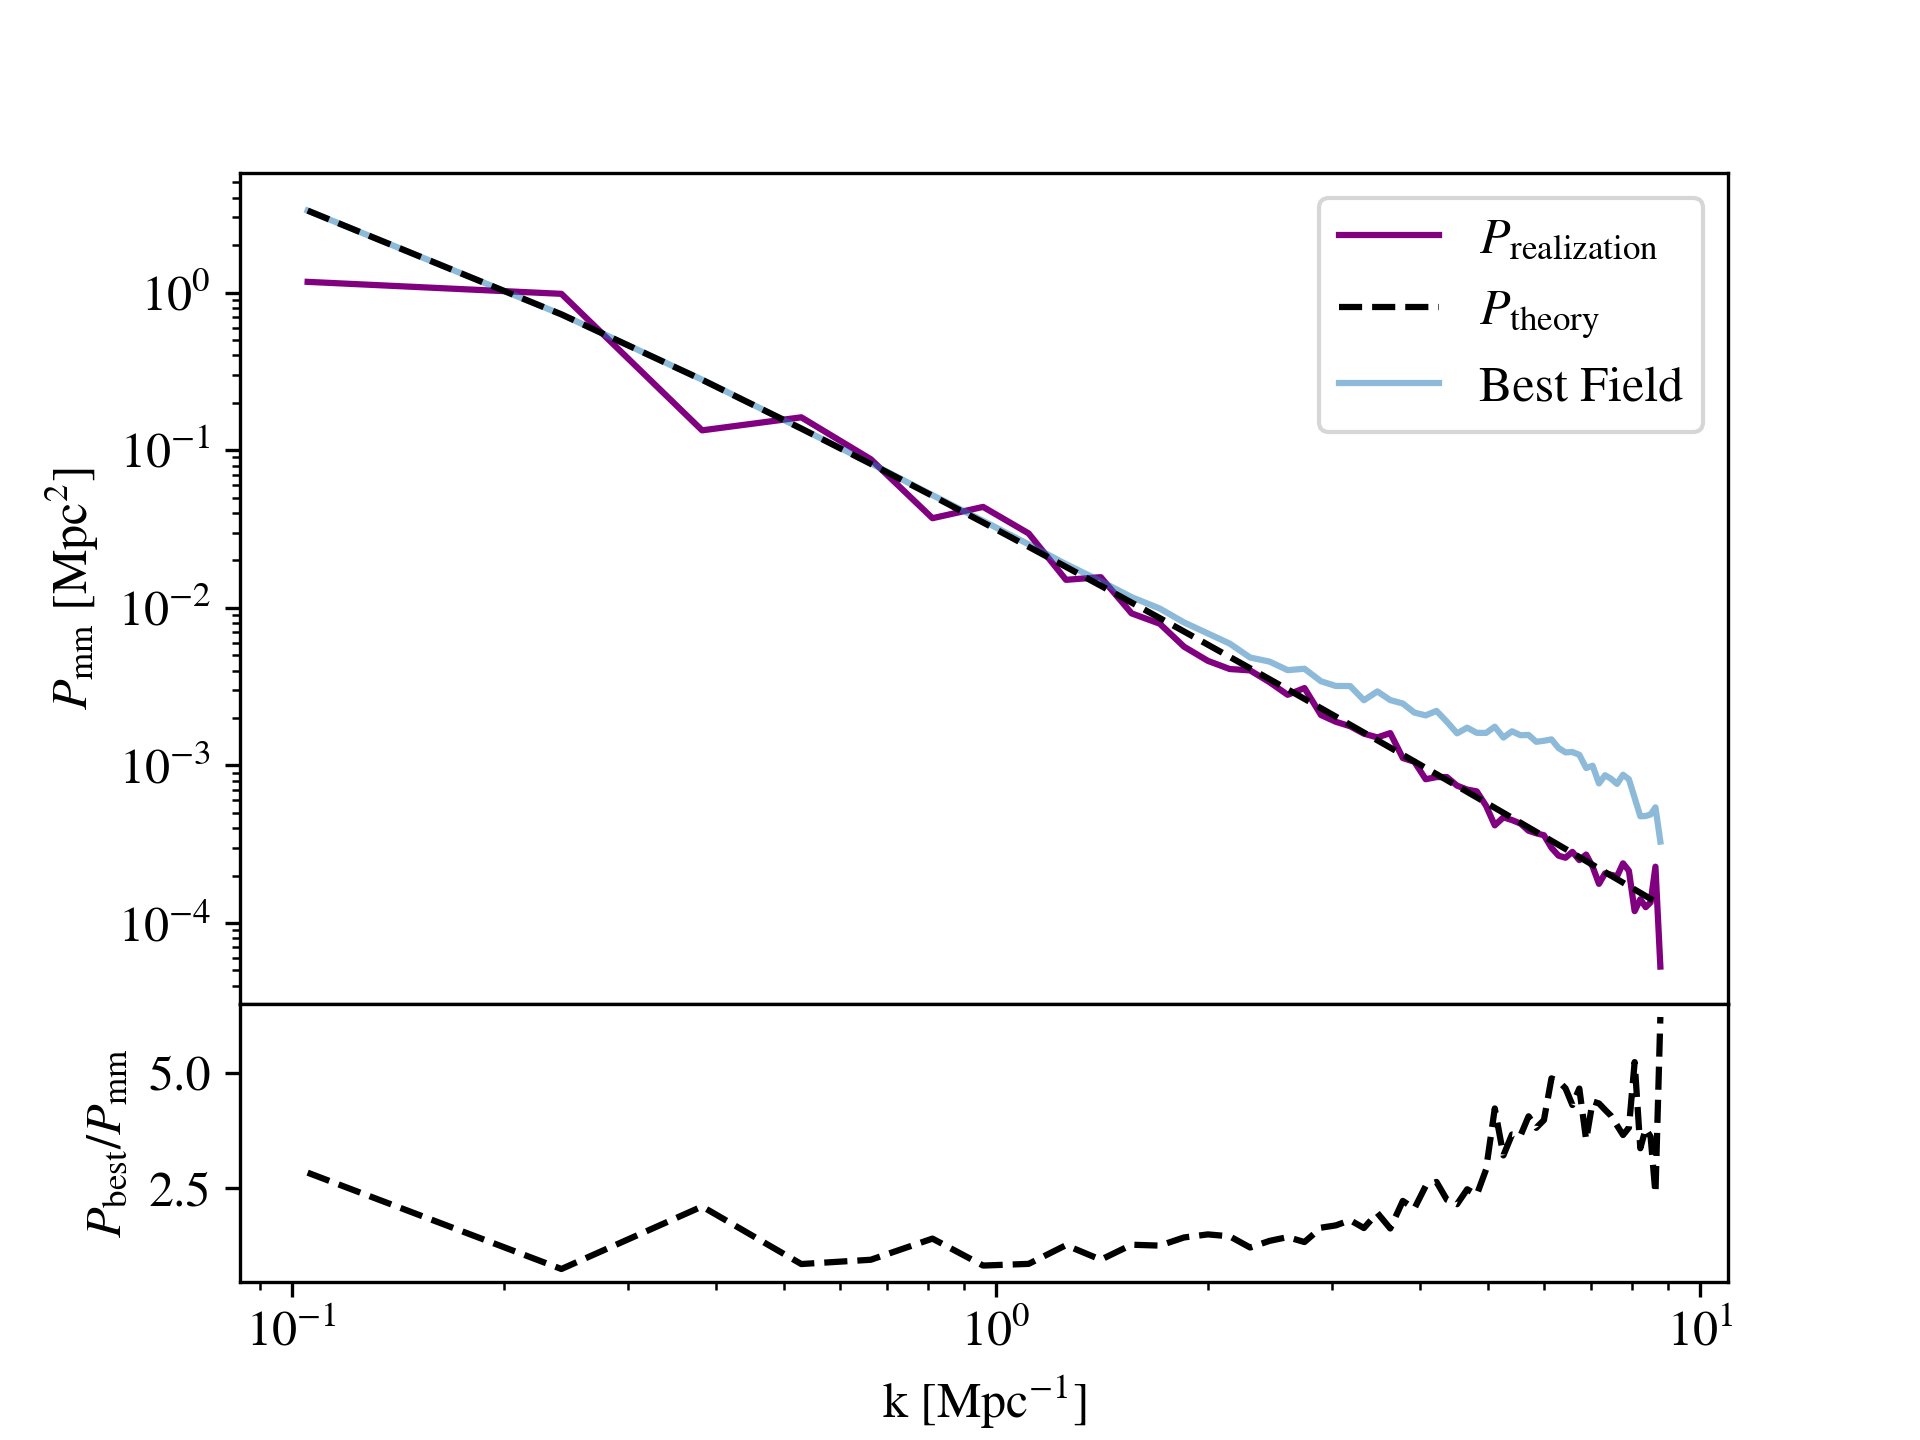 P_realization
P_theory
Best Field
P_mm [Mpc^2]
10^0
10^−1
10^−2
10^−3
10^−4
P_best/P_mm
5.0
2.5
10^−1
10^0
10^1
k [Mpc^−1]